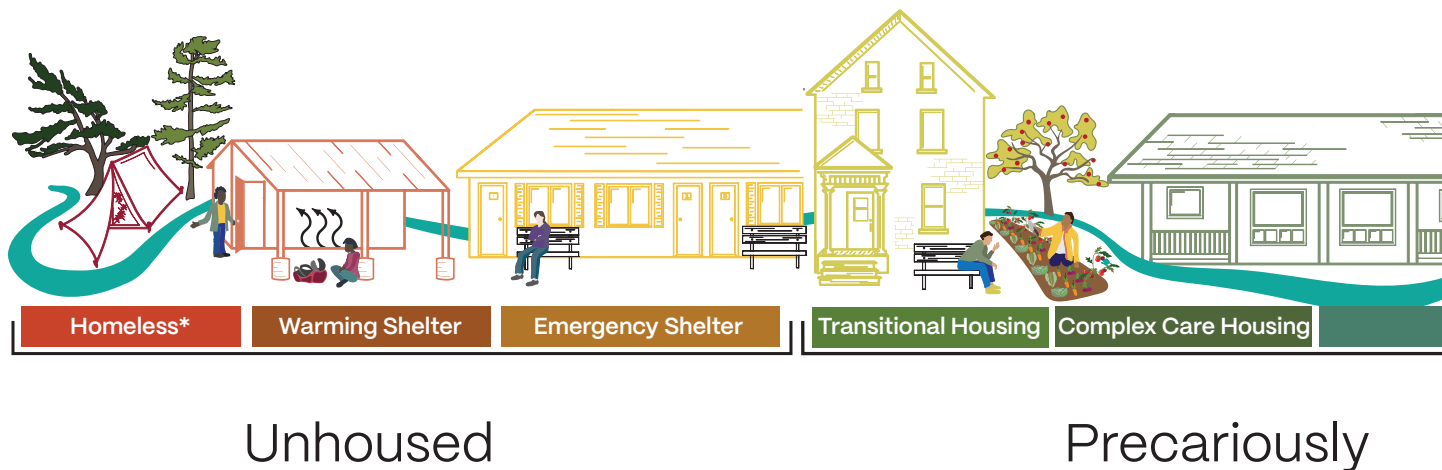 Homeless*
Warming Shelter
Emergency Shelter
Transitional Housing
Complex Care Housing
Unhoused
Precariously